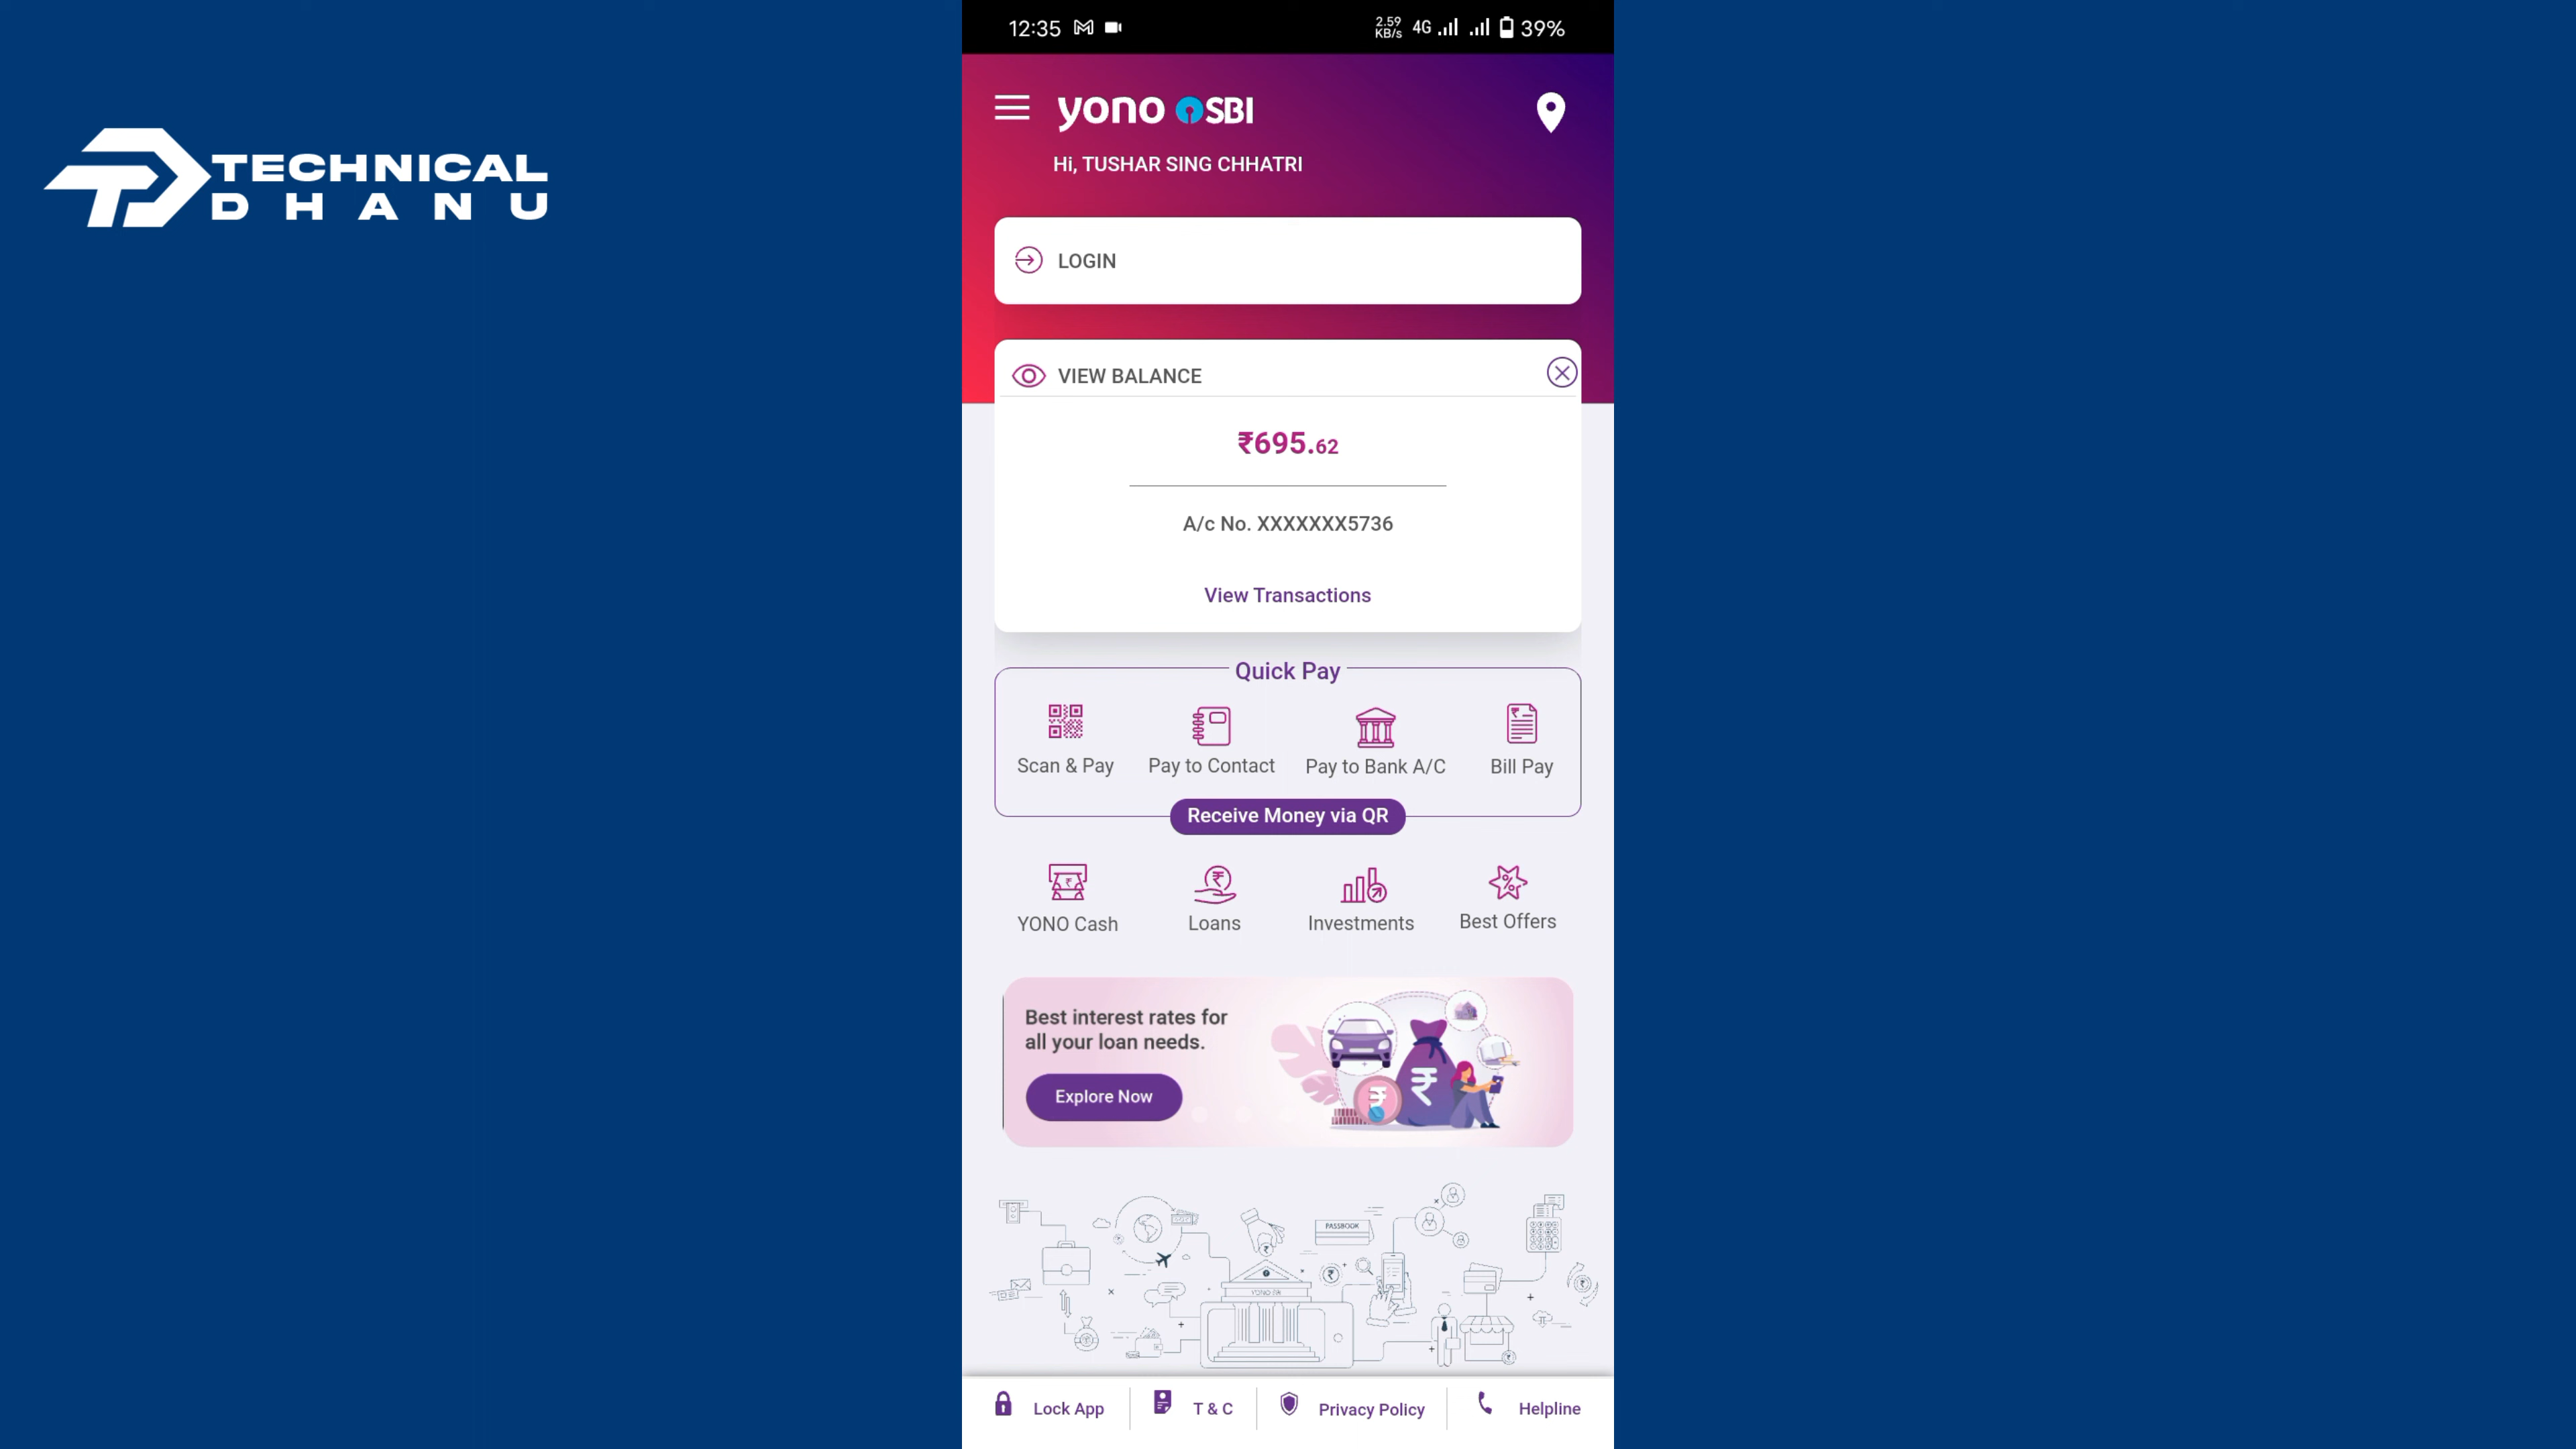 TECHNICAL
DHANU
12:35 2.59 KB/s 4G 39%
yono SBI
Hi, TUSHAR SING CHHATRI
LOGIN
VIEW BALANCE
₹695.62
A/c No. XXXXXXX5736
View Transactions
Quick Pay
Scan & Pay Pay to Contact Pay to Bank A/C Bill Pay
Receive Money via QR
YONO Cash Loans Investments Best Offers
Best interest rates for
all your loan needs.
Explore Now
PASSBOOK
Lock App T & C Privacy Policy Helpline